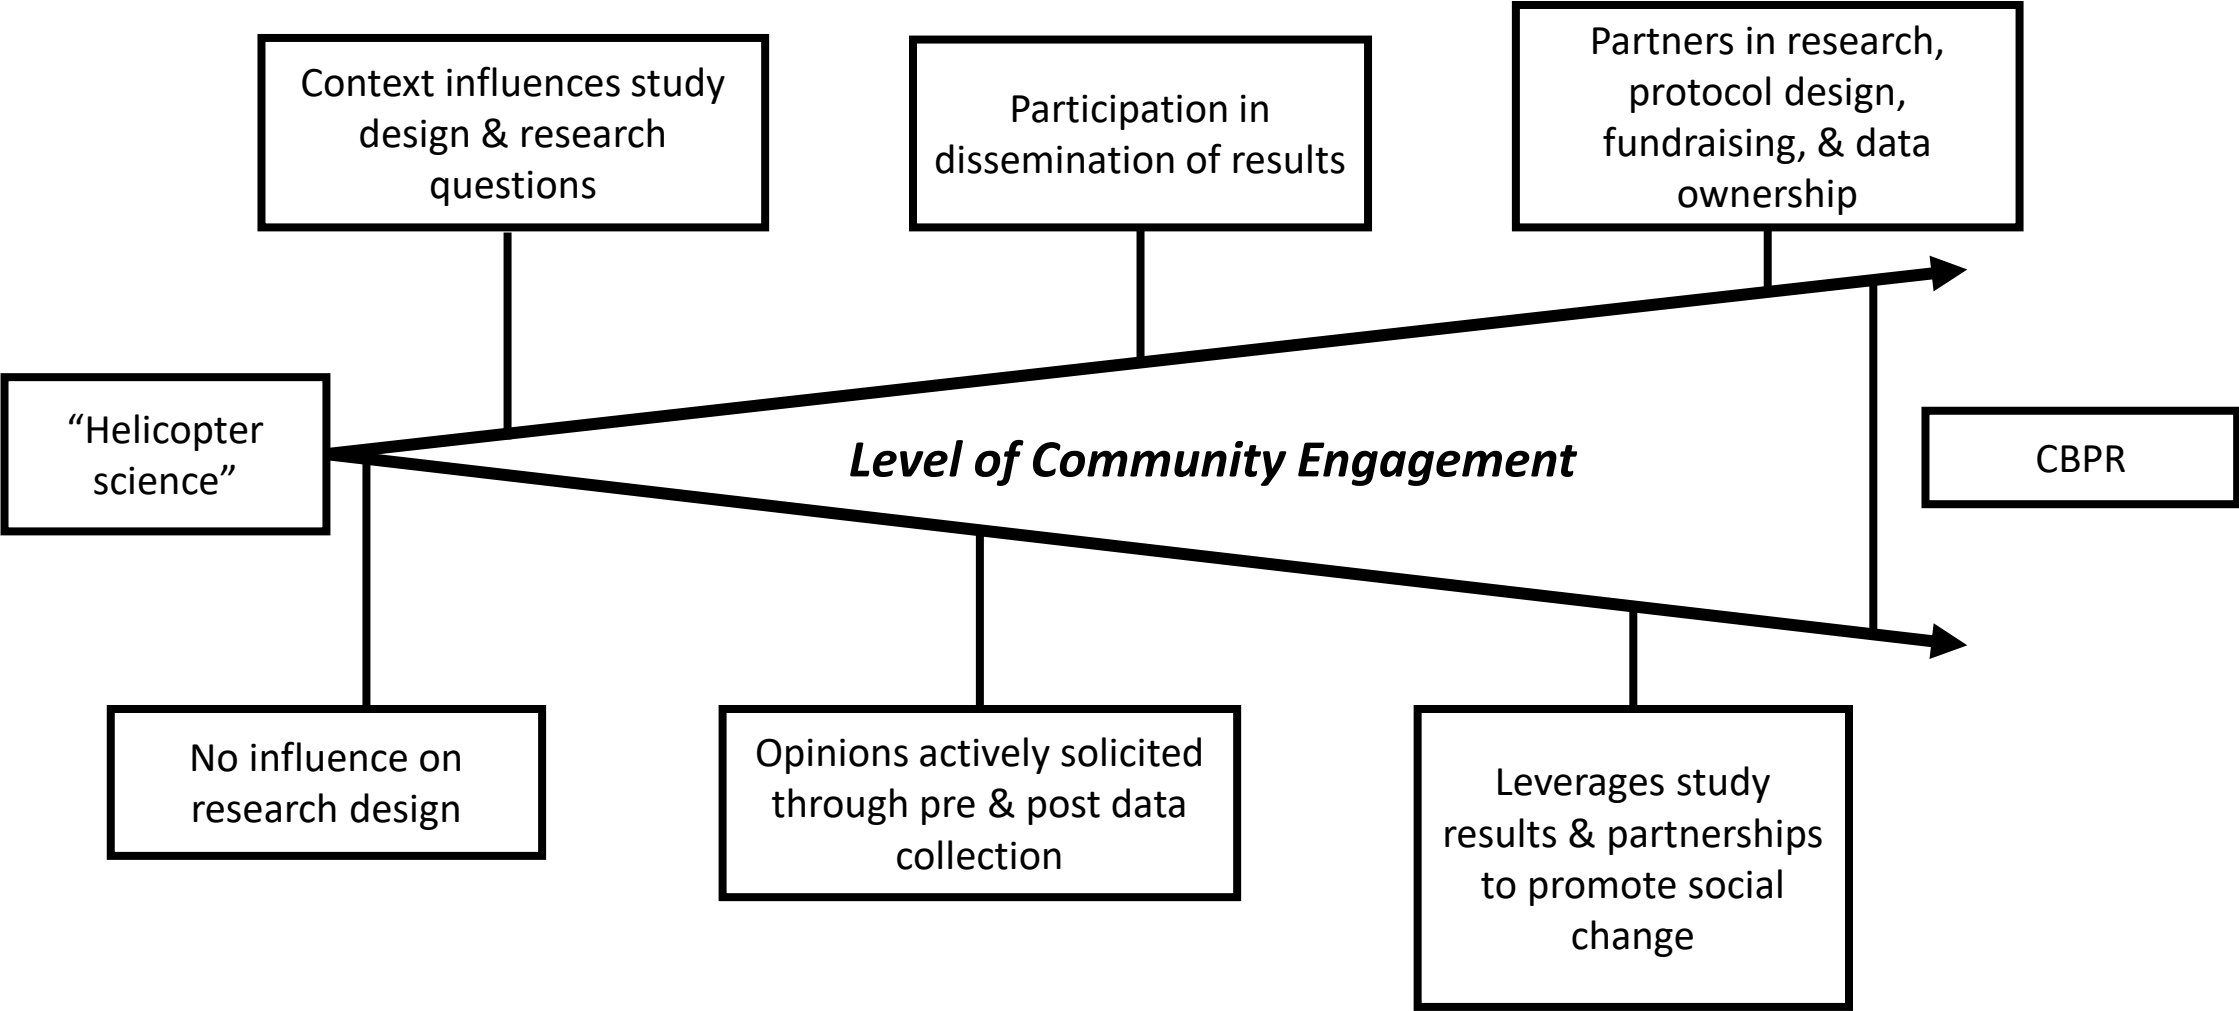 Context influences study
design & research
questions
Participation in
dissemination of results
Partners in research,
protocol design,
fundraising, & data
ownership
“Helicopter
science”
Level of Community Engagement
CBPR
No influence on
research design
Opinions actively solicited
through pre & post data
collection
Leverages study
results & partnerships
to promote social
change